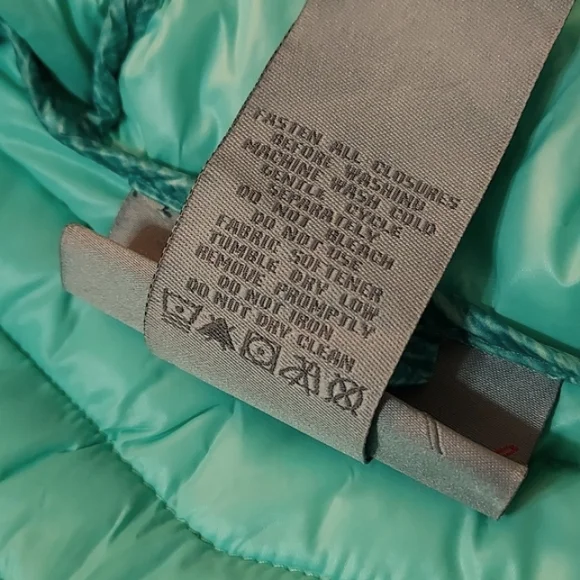 FASTEN ALL CLOSURES
BEFORE WASHING
MACHINE WASH COLD
GENTLE CYCLE
SEPARATELY
DO NOT BLEACH
DO NOT USE
FABRIC SOFTENER
TUMBLE DRY LOW
REMOVE PROMPTLY
DO NOT IRON
DO NOT DRY CLEAN